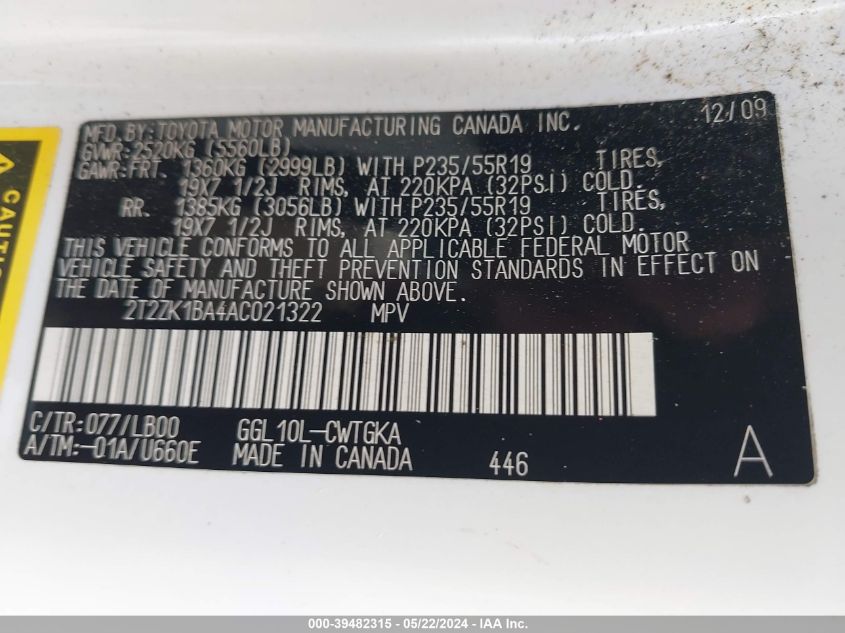 MFD. BY: TOYOTA MOTOR MANUFACTURING CANADA INC. 12/09
GVWR: 2520KG (5560LB)
GAWR: FRT. 1360KG (2999LB) WITH P235/55R19 TIRES,
19X7 1/2J RIMS, AT 220KPA (32PSI) COLD.
RR. 1385KG (3056LB) WITH P235/55R19 TIRES,
19X7 1/2J RIMS, AT 220KPA (32PSI) COLD.
THIS VEHICLE CONFORMS TO ALL APPLICABLE FEDERAL MOTOR
VEHICLE SAFETY AND THEFT PREVENTION STANDARDS IN EFFECT ON
THE DATE OF MANUFACTURE SHOWN ABOVE.
2T2ZK1BA4AC021322 MPV
C/TR: 077/LB00 GGL10L-CWTGKA
A/TM: -01A/U660E MADE IN CANADA 446 A
CAUTIO
000-39482315 - 05/22/2024 - IAA Inc.